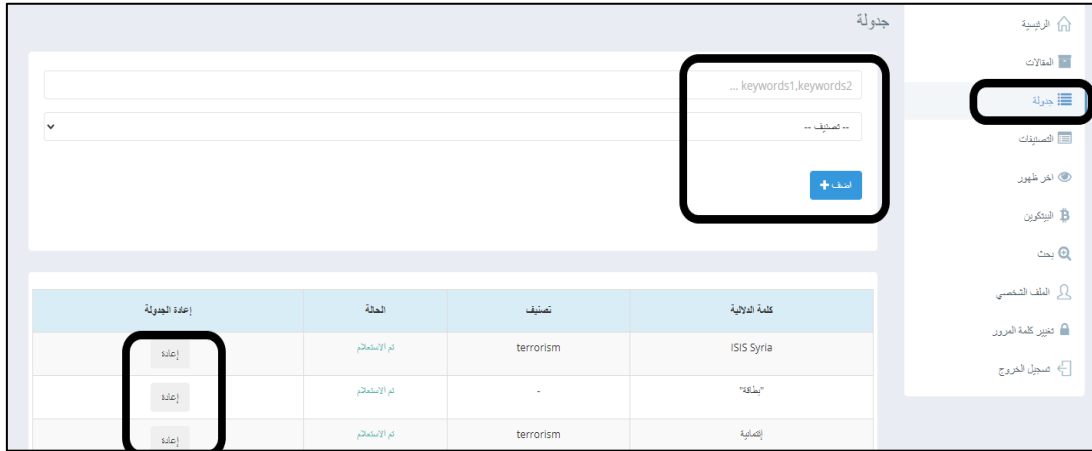 جدولة
keywords1,keywords2 ...
-- تصنيف --
اضف
كلمة الدلالية تصنيف الحالة إعادة الجدولة
ISIS Syria terrorism تم الاستعلام إعادة
"بطاقة" - تم الاستعلام إعادة
إئتمانية terrorism تم الاستعلام إعادة
الرئيسية
المقالات
جدولة
التصنيفات
اخر ظهور
البيتكوين
بحث
الملف الشخصي
تغيير كلمة المرور
تسجيل الخروج